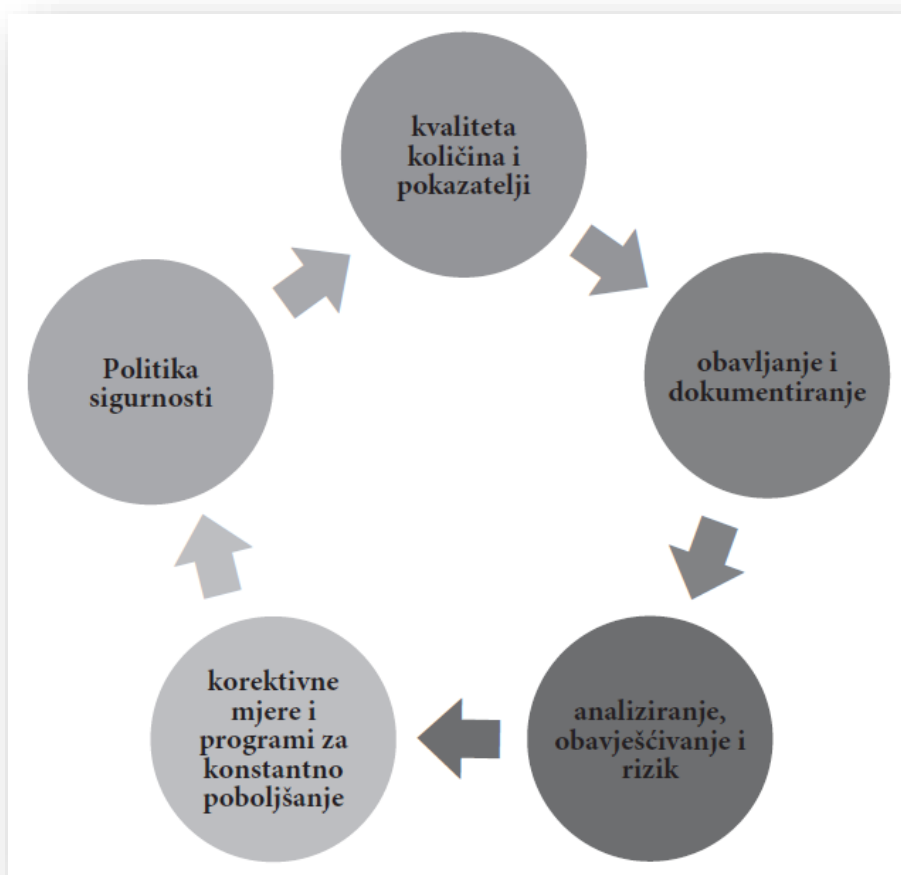 kvaliteta
količina i
pokazatelji
obavljanje i
dokumentiranje
analiziranje,
obavješćivanje i
rizik
korektivne
mjere i
programi za
konstantno
poboljšanje
Politika
sigurnosti